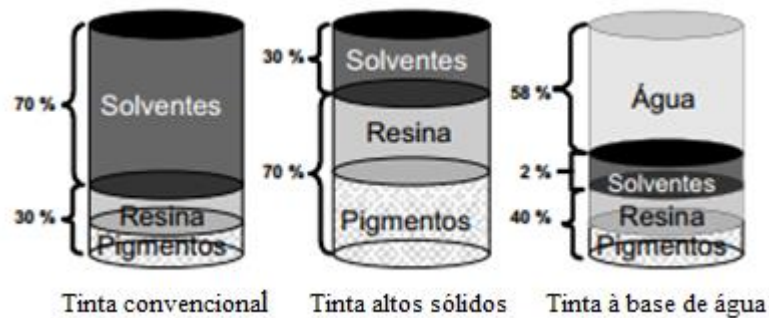 70 %
Solventes
30 %
Resina
Pigmentos
Tinta convencional
30 %
Solventes
Resina
70 %
Pigmentos
Tinta altos sólidos
58 %
Água
2 %
Solventes
40 %
Resina
Pigmentos
Tinta à base de água